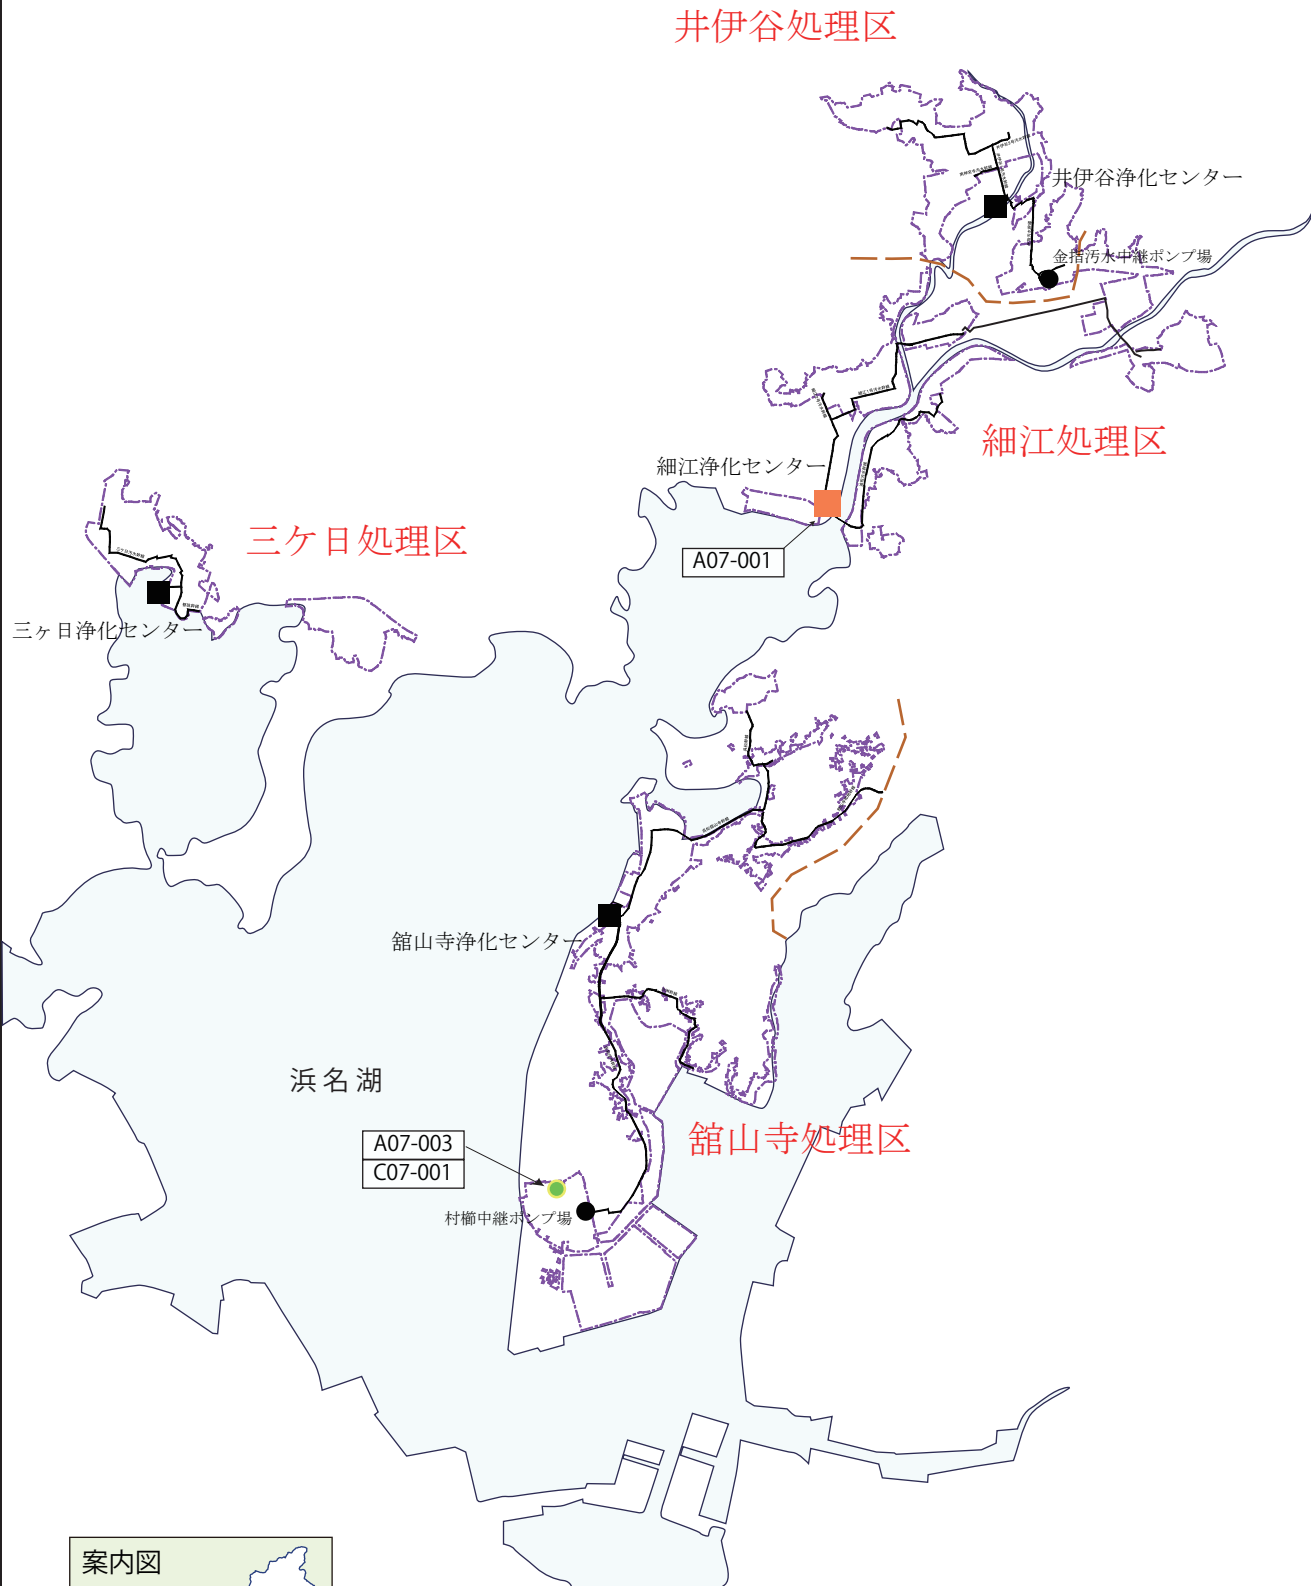 井伊谷処理区
井伊谷浄化センター
金指汚水中継ポンプ場
細江処理区
細江浄化センター
A07-001
三ケ日処理区
三ヶ日浄化センター
舘山寺浄化センター
浜名湖
舘山寺処理区
A07-003
C07-001
村櫛中継ポンプ場
案内図